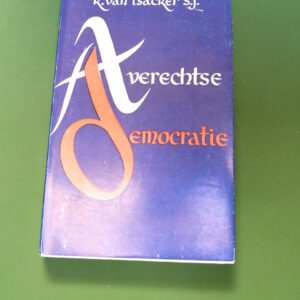 K. van Isacker s.j.
Averechtse
democratie